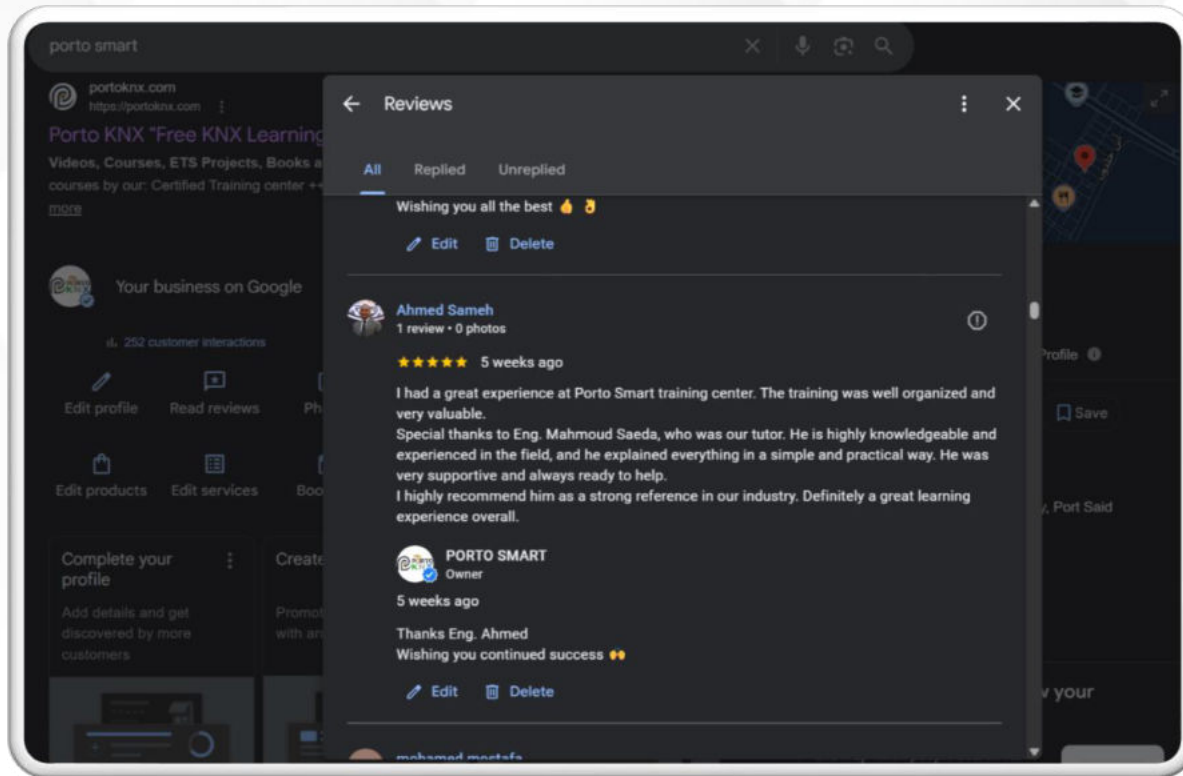 porto smart
portoknx.com
https://portoknx.com
Porto KNX "Free KNX Learning
Videos, Courses, ETS Projects, Books a
courses by our: Certified Training center ++
more
Your business on Google
252 customer interactions
Edit profile
Read reviews
Ph
Edit products
Edit services
Boo
Complete your
profile
Add details and get
discovered by more
customers
Create
Promot
with an
Reviews
All
Replied
Unreplied
Wishing you all the best 👍 👌
Edit
Delete
Ahmed Sameh
1 review • 0 photos
★★★★★ 5 weeks ago
I had a great experience at Porto Smart training center. The training was well organized and
very valuable.
Special thanks to Eng. Mahmoud Saeda, who was our tutor. He is highly knowledgeable and
experienced in the field, and he explained everything in a simple and practical way. He was
very supportive and always ready to help.
I highly recommend him as a strong reference in our industry. Definitely a great learning
experience overall.
PORTO SMART
Owner
5 weeks ago
Thanks Eng. Ahmed
Wishing you continued success 🙌
Edit
Delete
mohamed mostafa
Profile
Save
y, Port Said
w your